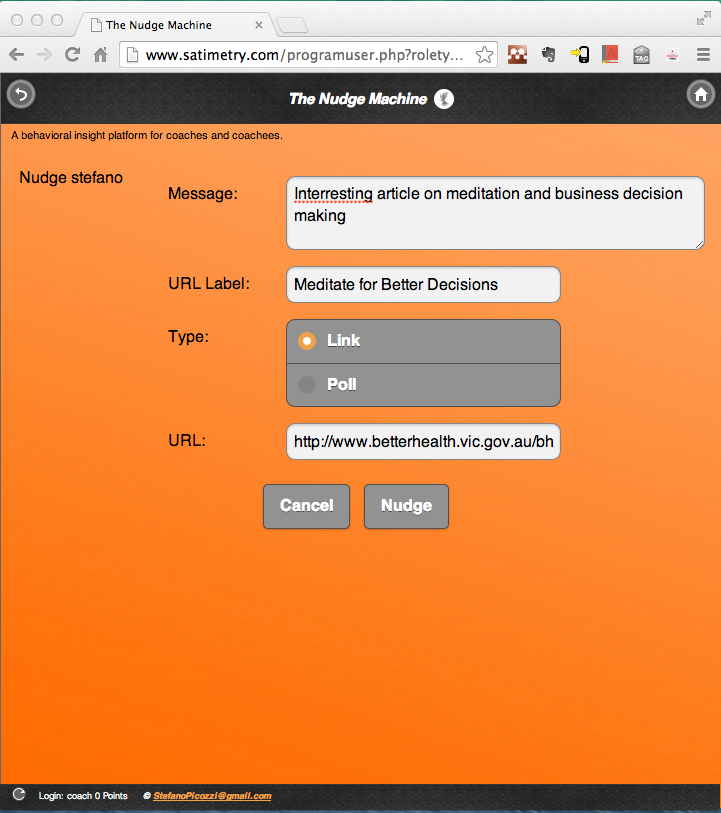 The Nudge Machine
www.satimetry.com/programuser.php?rolety...
TAG
The Nudge Machine
A behavioral insight platform for coaches and coachees.
Nudge stefano
Message:
Interresting article on meditation and business decision
making
URL Label:
Meditate for Better Decisions
Type:
Link
Poll
URL:
http://www.betterhealth.vic.gov.au/bh
Cancel
Nudge
Login: coach 0 Points © StefanoPicozzi@gmail.com